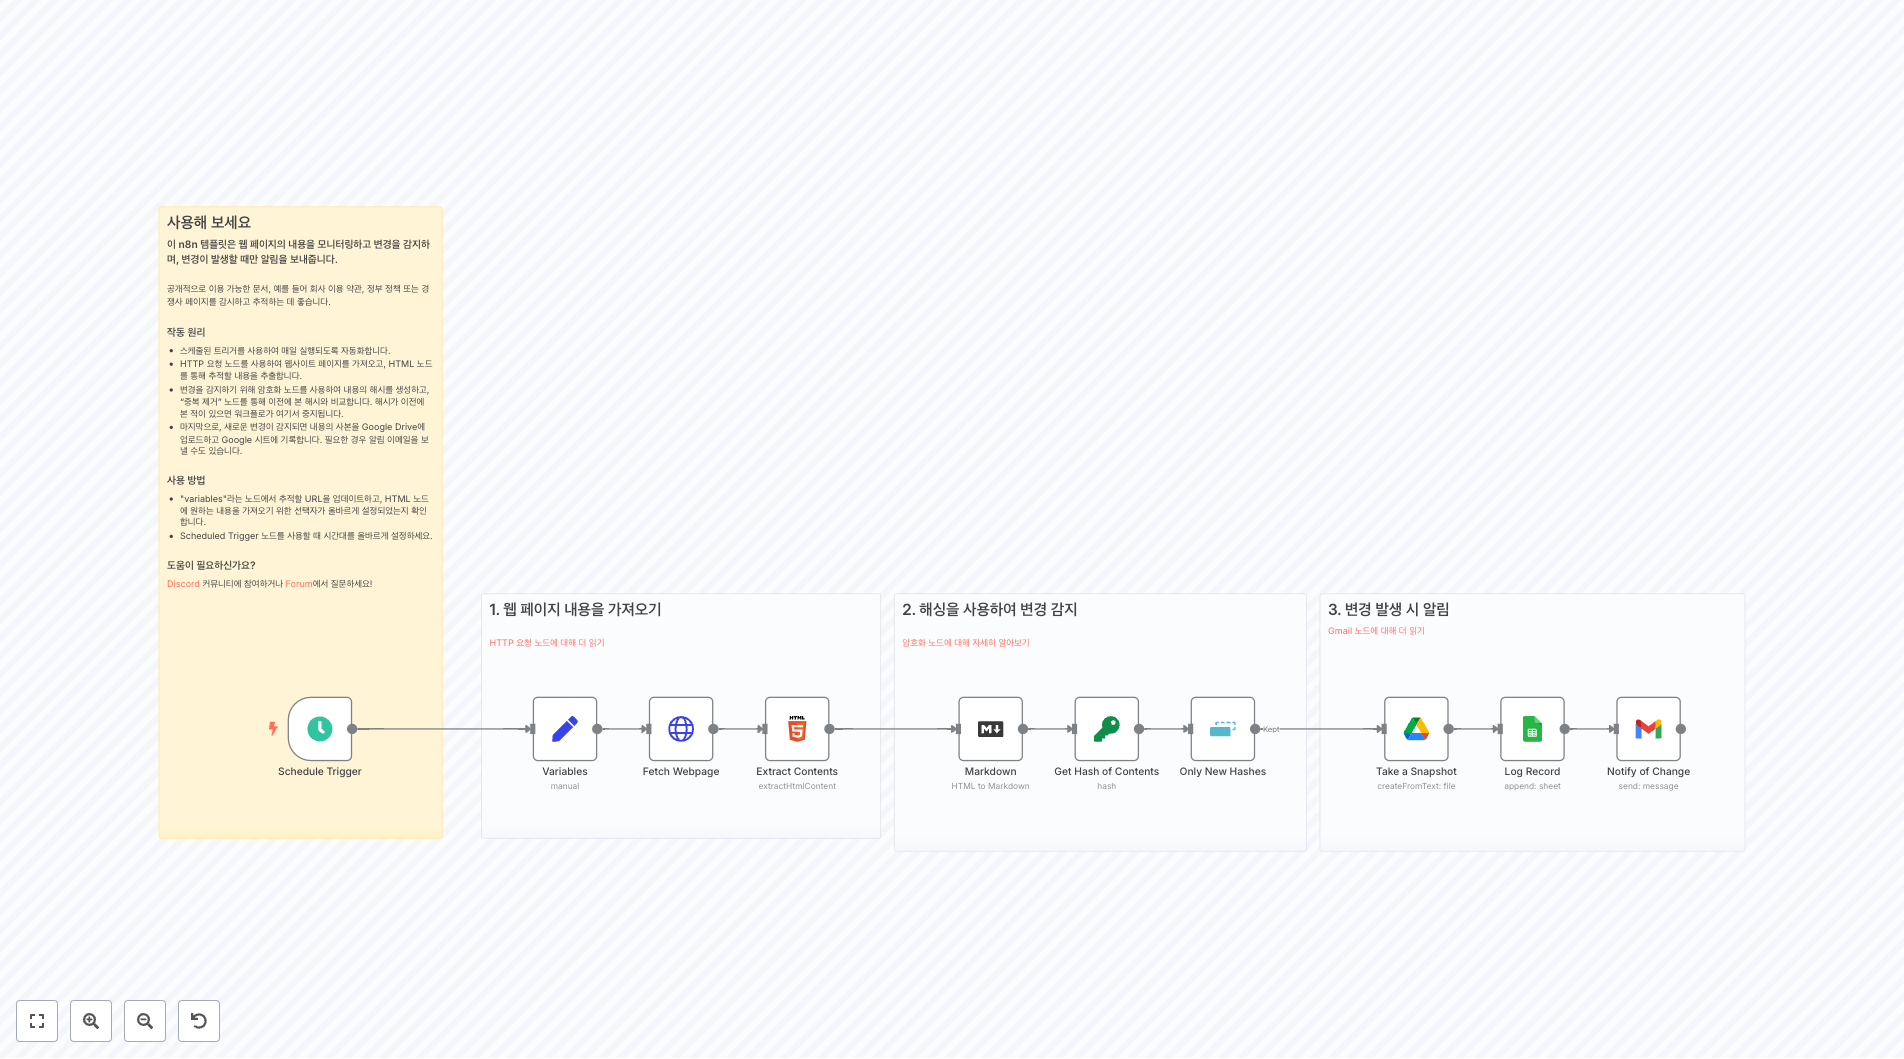 사용해 보세요
이 n8n 템플릿은 웹 페이지의 내용을 모니터링하고 변경을 감지하
며, 변경이 발생할 때만 알림을 보내줍니다.
공개적으로 이용 가능한 문서, 예를 들어 회사 이용 약관, 정부 정책 또는 경
쟁사 페이지를 감시하고 추적하는 데 좋습니다.
작동 원리
• 스케줄된 트리거를 사용하여 매일 실행되도록 자동화합니다.
• HTTP 요청 노드를 사용하여 웹사이트 페이지를 가져오고, HTML 노드
를 통해 추적할 내용을 추출합니다.
• 변경을 감지하기 위해 암호화 노드를 사용하여 내용의 해시를 생성하고,
“중복 제거” 노드를 통해 이전에 본 해시와 비교합니다. 해시가 이전에
본 적이 있으면 워크플로가 여기서 중지됩니다.
• 마지막으로, 새로운 변경이 감지되면 내용의 사본을 Google Drive에
업로드하고 Google 시트에 기록합니다. 필요한 경우 알림 이메일을 보
낼 수도 있습니다.
사용 방법
• "variables"라는 노드에서 추적할 URL을 업데이트하고, HTML 노드
에 원하는 내용을 가져오기 위한 선택자가 올바르게 설정되었는지 확인
합니다.
• Scheduled Trigger 노드를 사용할 때 시간대를 올바르게 설정하세요.
도움이 필요하신가요?
Discord 커뮤니티에 참여하거나 Forum에서 질문하세요!
Schedule Trigger
1. 웹 페이지 내용을 가져오기
HTTP 요청 노드에 대해 더 읽기
Variables
manual
Fetch Webpage
HTML
Extract Contents
extractHtmlContent
2. 해싱을 사용하여 변경 감지
암호화 노드에 대해 자세히 알아보기
Markdown
HTML to Markdown
Get Hash of Contents
hash
Only New Hashes
Kept
3. 변경 발생 시 알림
Gmail 노드에 대해 더 읽기
Take a Snapshot
createFromText: file
Log Record
append: sheet
Notify of Change
send: message